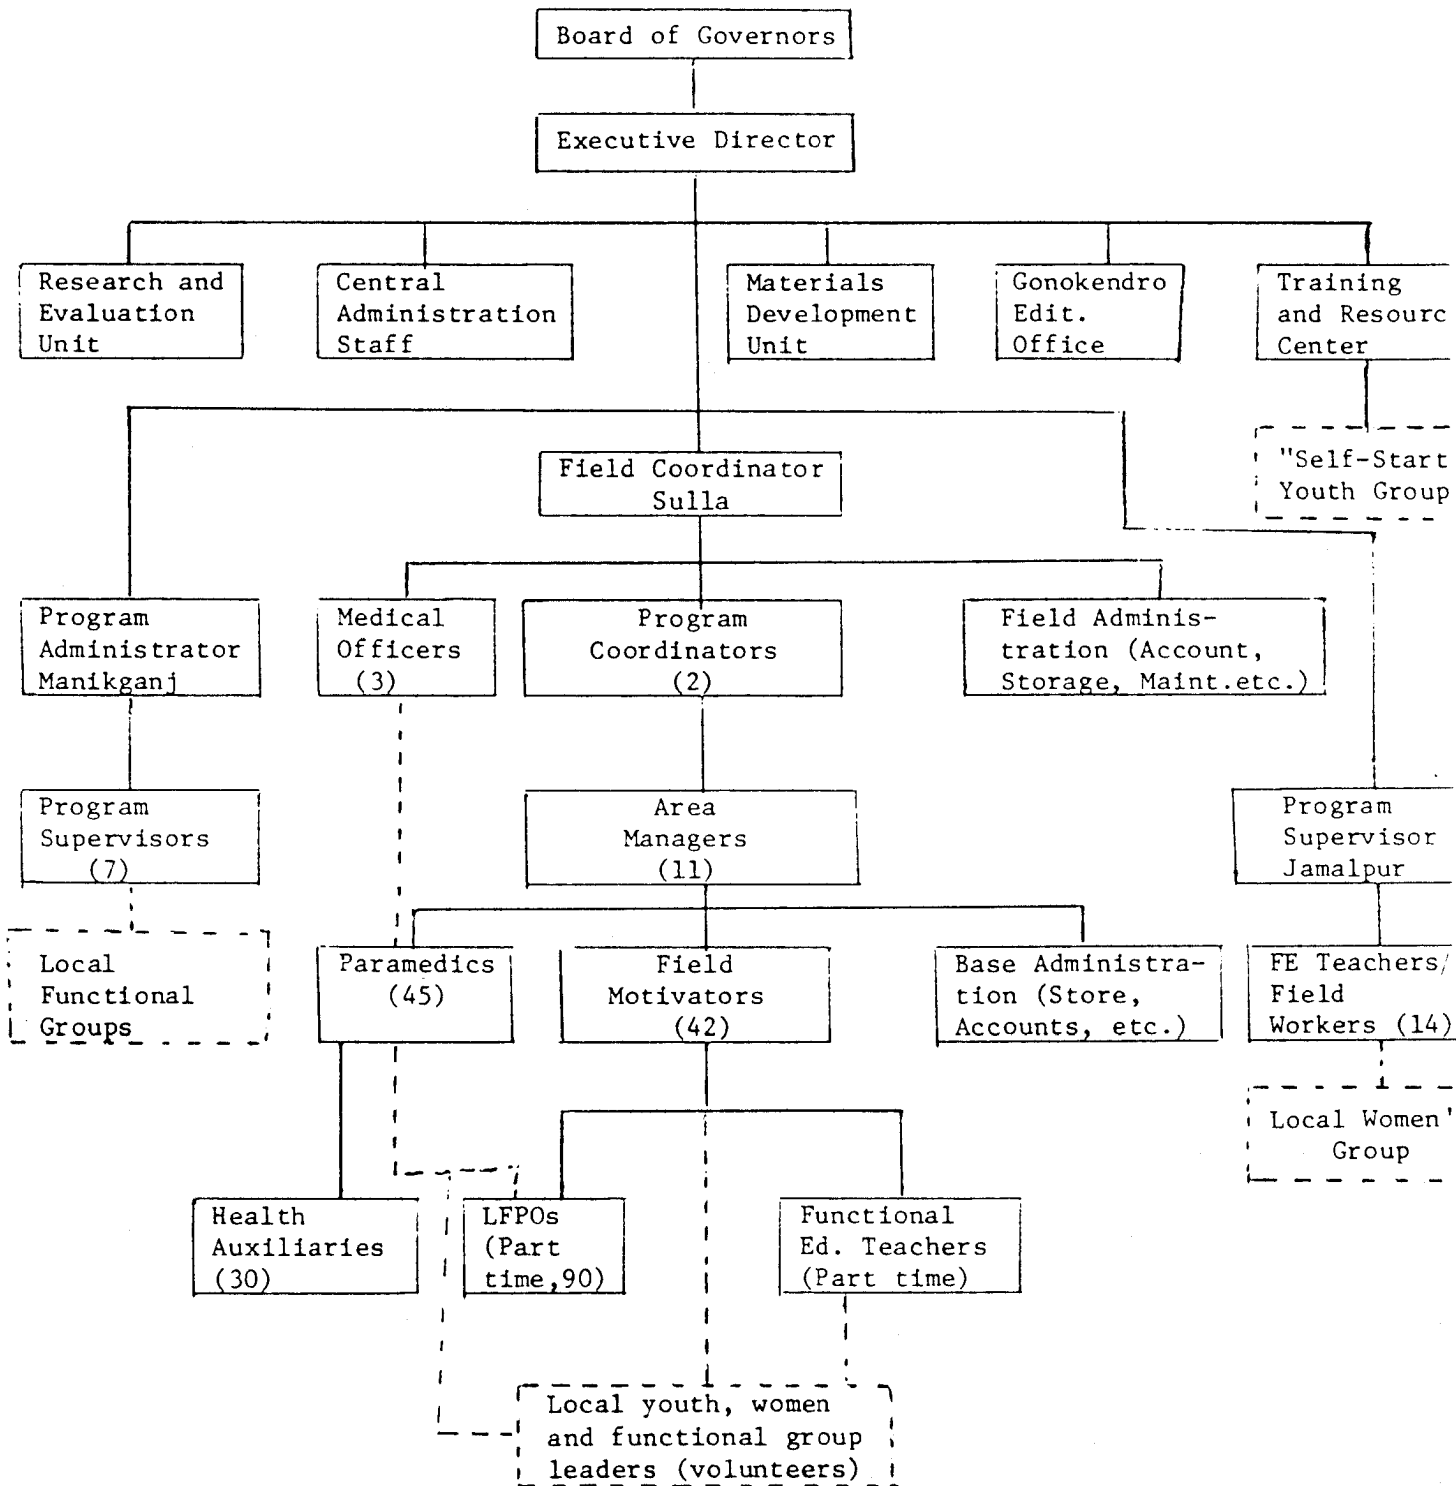 Board of Governors
Executive Director
Research and
Evaluation
Unit
Central
Administration
Staff
Materials
Development
Unit
Gonokendro
Edit.
Office
Training
and Resourc
Center
"Self-Start
Youth Group
Field Coordinator
Sulla
Program
Administrator
Manikganj
Medical
Officers
(3)
Program
Coordinators
(2)
Field Adminis-
tration (Account,
Storage, Maint.etc.)
Program
Supervisors
(7)
Area
Managers
(11)
Program
Supervisor
Jamalpur
Local
Functional
Groups
Paramedics
(45)
Field
Motivators
(42)
Base Administra-
tion (Store,
Accounts, etc.)
FE Teachers/
Field
Workers (14)
Local Women'
Group
Health
Auxiliaries
(30)
LFPOs
(Part
time,90)
Functional
Ed. Teachers
(Part time)
Local youth, women
and functional group
leaders (volunteers)